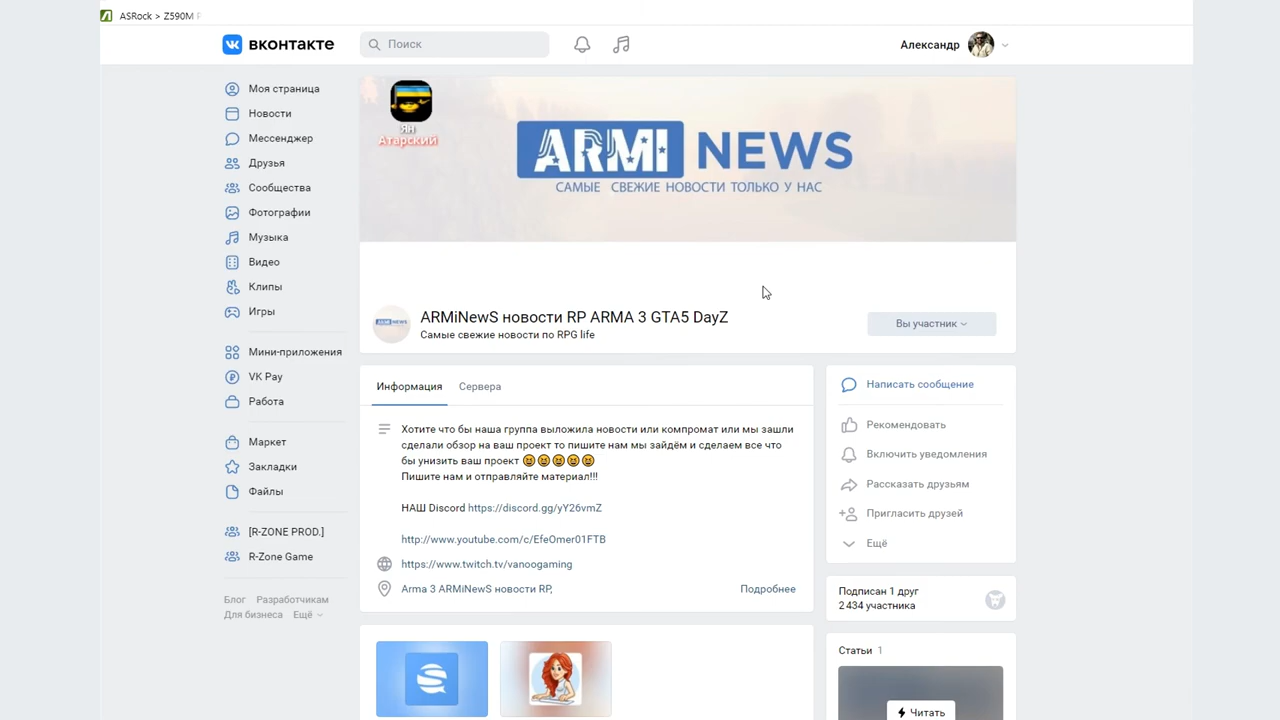 ASRock > Z590M
вконтакте
Поиск
Александр
Моя страница
Новости
Мессенджер
Друзья
Сообщества
Фотографии
Музыка
Видео
Клипы
Игры
Мини-приложения
VK Pay
Работа
Маркет
Закладки
Файлы
[R-ZONE PROD.]
R-Zone Game
Блог Разработчикам
Для бизнеса Ещё
Ян
Атарский
ARMI NEWS
САМЫЕ СВЕЖИЕ НОВОСТИ ТОЛЬКО У НАС
ARMI NEWS
ARMiNewS новости RP ARMA 3 GTA5 DayZ
Самые свежие новости по RPG life
Вы участник
Информация Сервера
Хотите что бы наша группа выложила новости или компромат или мы зашли
сделали обзор на ваш проект то пишите нам мы зайдём и сделаем все что
бы унизить ваш проект
Пишите нам и отправляйте материал!!!
НАШ Discord https://discord.gg/yY26vmZ
http://www.youtube.com/c/EfeOmer01FTB
https://www.twitch.tv/vanoogaming
Arma 3 ARMiNewS новости RP,
Подробнее
Написать сообщение
Рекомендовать
Включить уведомления
Рассказать друзьям
Пригласить друзей
Ещё
Подписан 1 друг
2 434 участника
Статьи 1
Читать